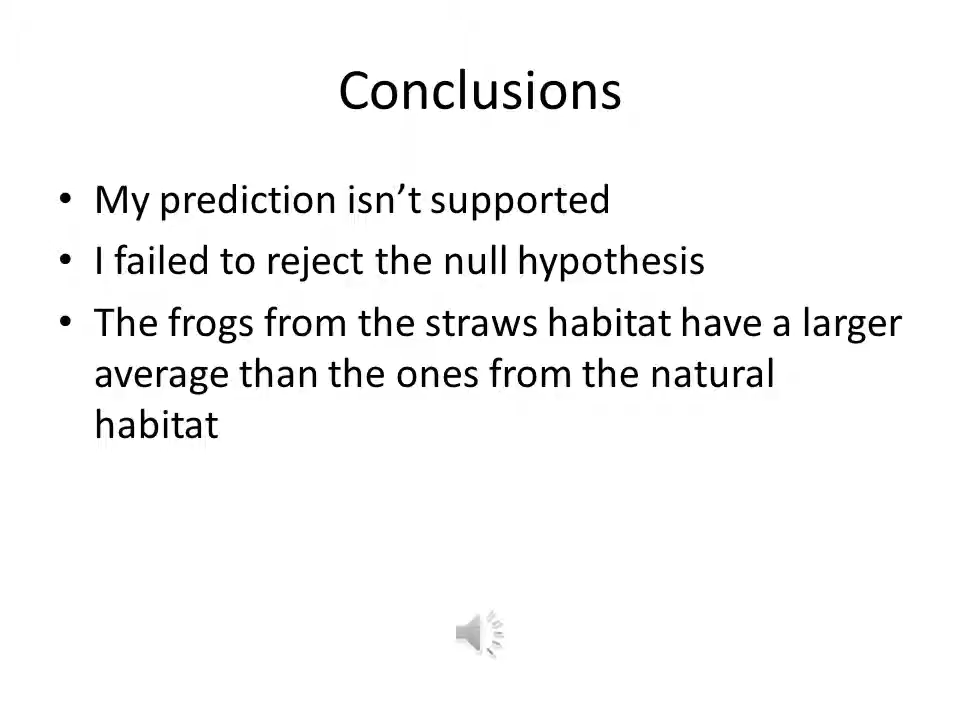 Conclusions
• My prediction isn’t supported
• I failed to reject the null hypothesis
• The frogs from the straws habitat have a larger
average than the ones from the natural
habitat